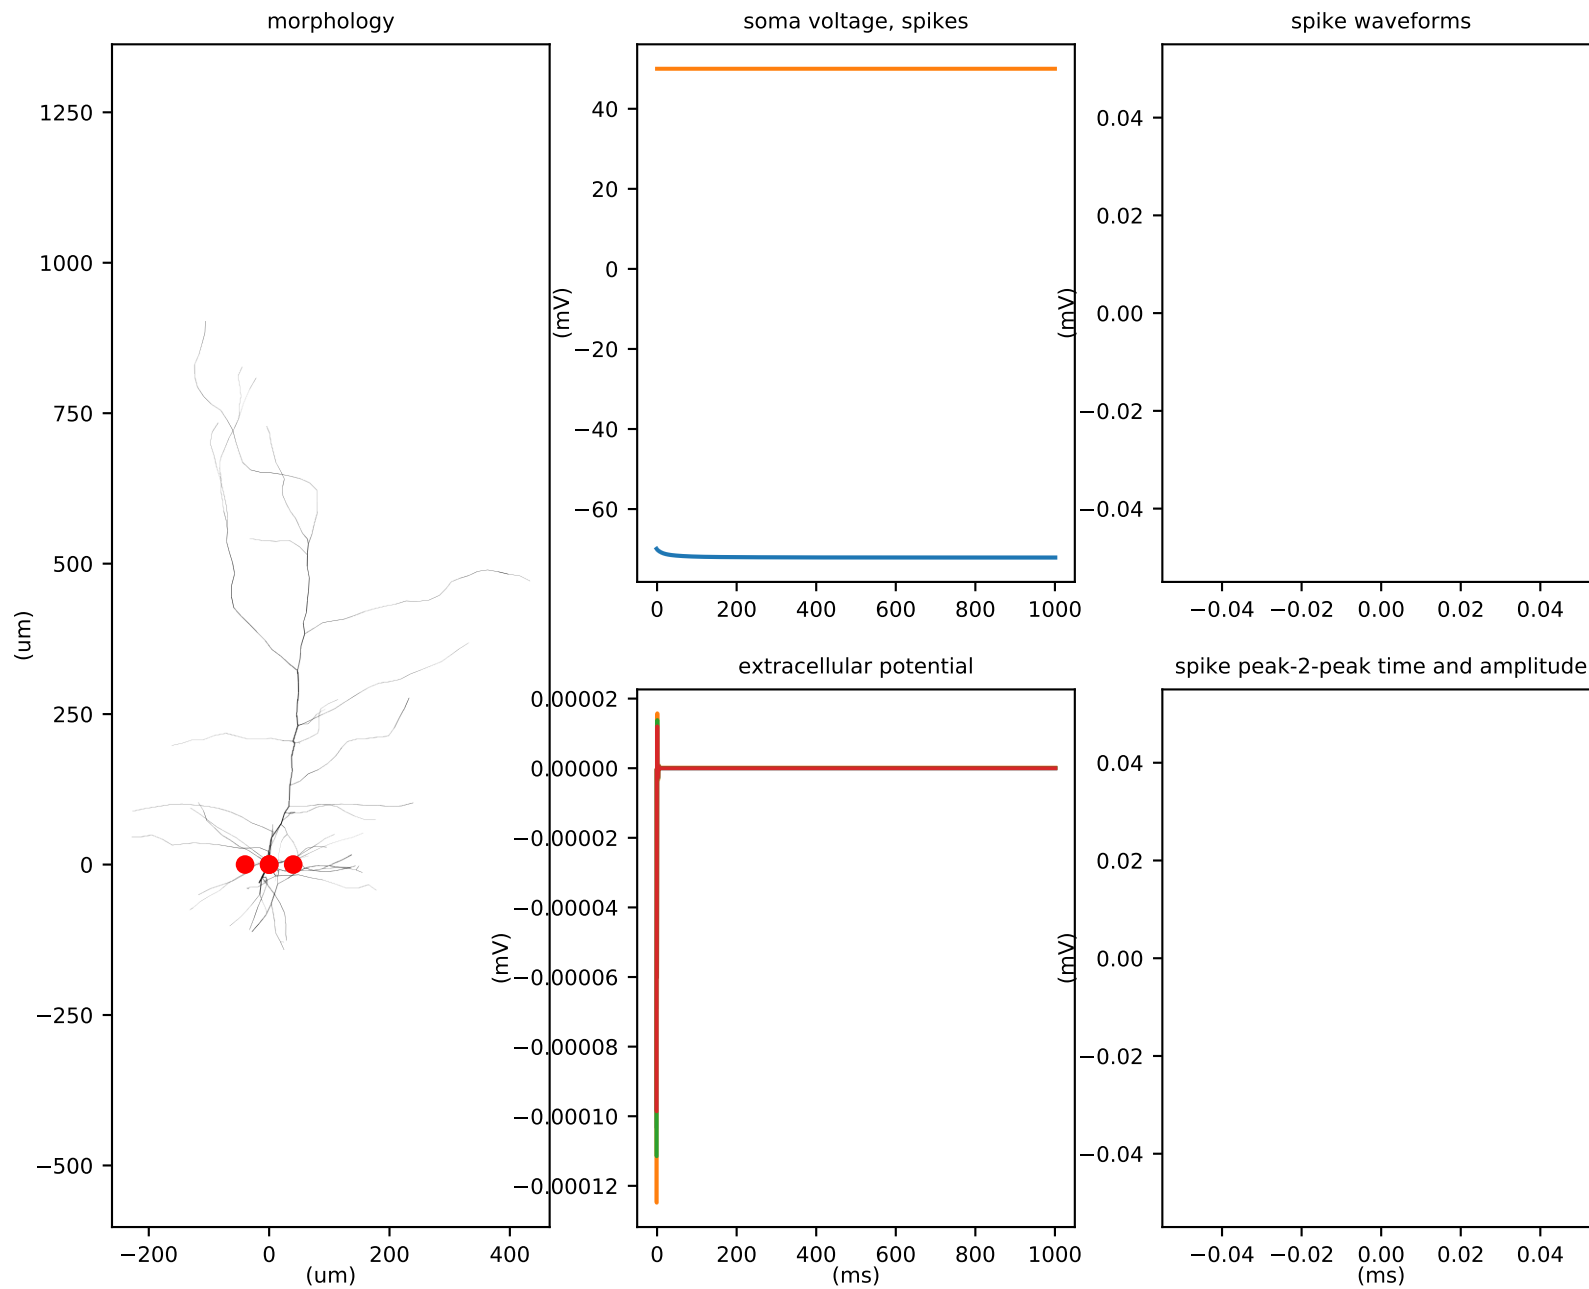 morphology
1250
1000
750
500
250
0
−250
−500
(um)
−200 0 200 400
(um)
soma voltage, spikes
40
20
0
−20
−40
−60
(mV)
0 200 400 600 800 1000
spike waveforms
0.04
0.02
0.00
−0.02
−0.04
(mV)
−0.04 −0.02 0.00 0.02 0.04
extracellular potential
0.00002
0.00000
−0.00002
−0.00004
−0.00006
−0.00008
−0.00010
−0.00012
(mV)
0 200 400 600 800 1000
(ms)
spike peak-2-peak time and amplitude
0.04
0.02
0.00
−0.02
−0.04
(mV)
−0.04 −0.02 0.00 0.02 0.04
(ms)